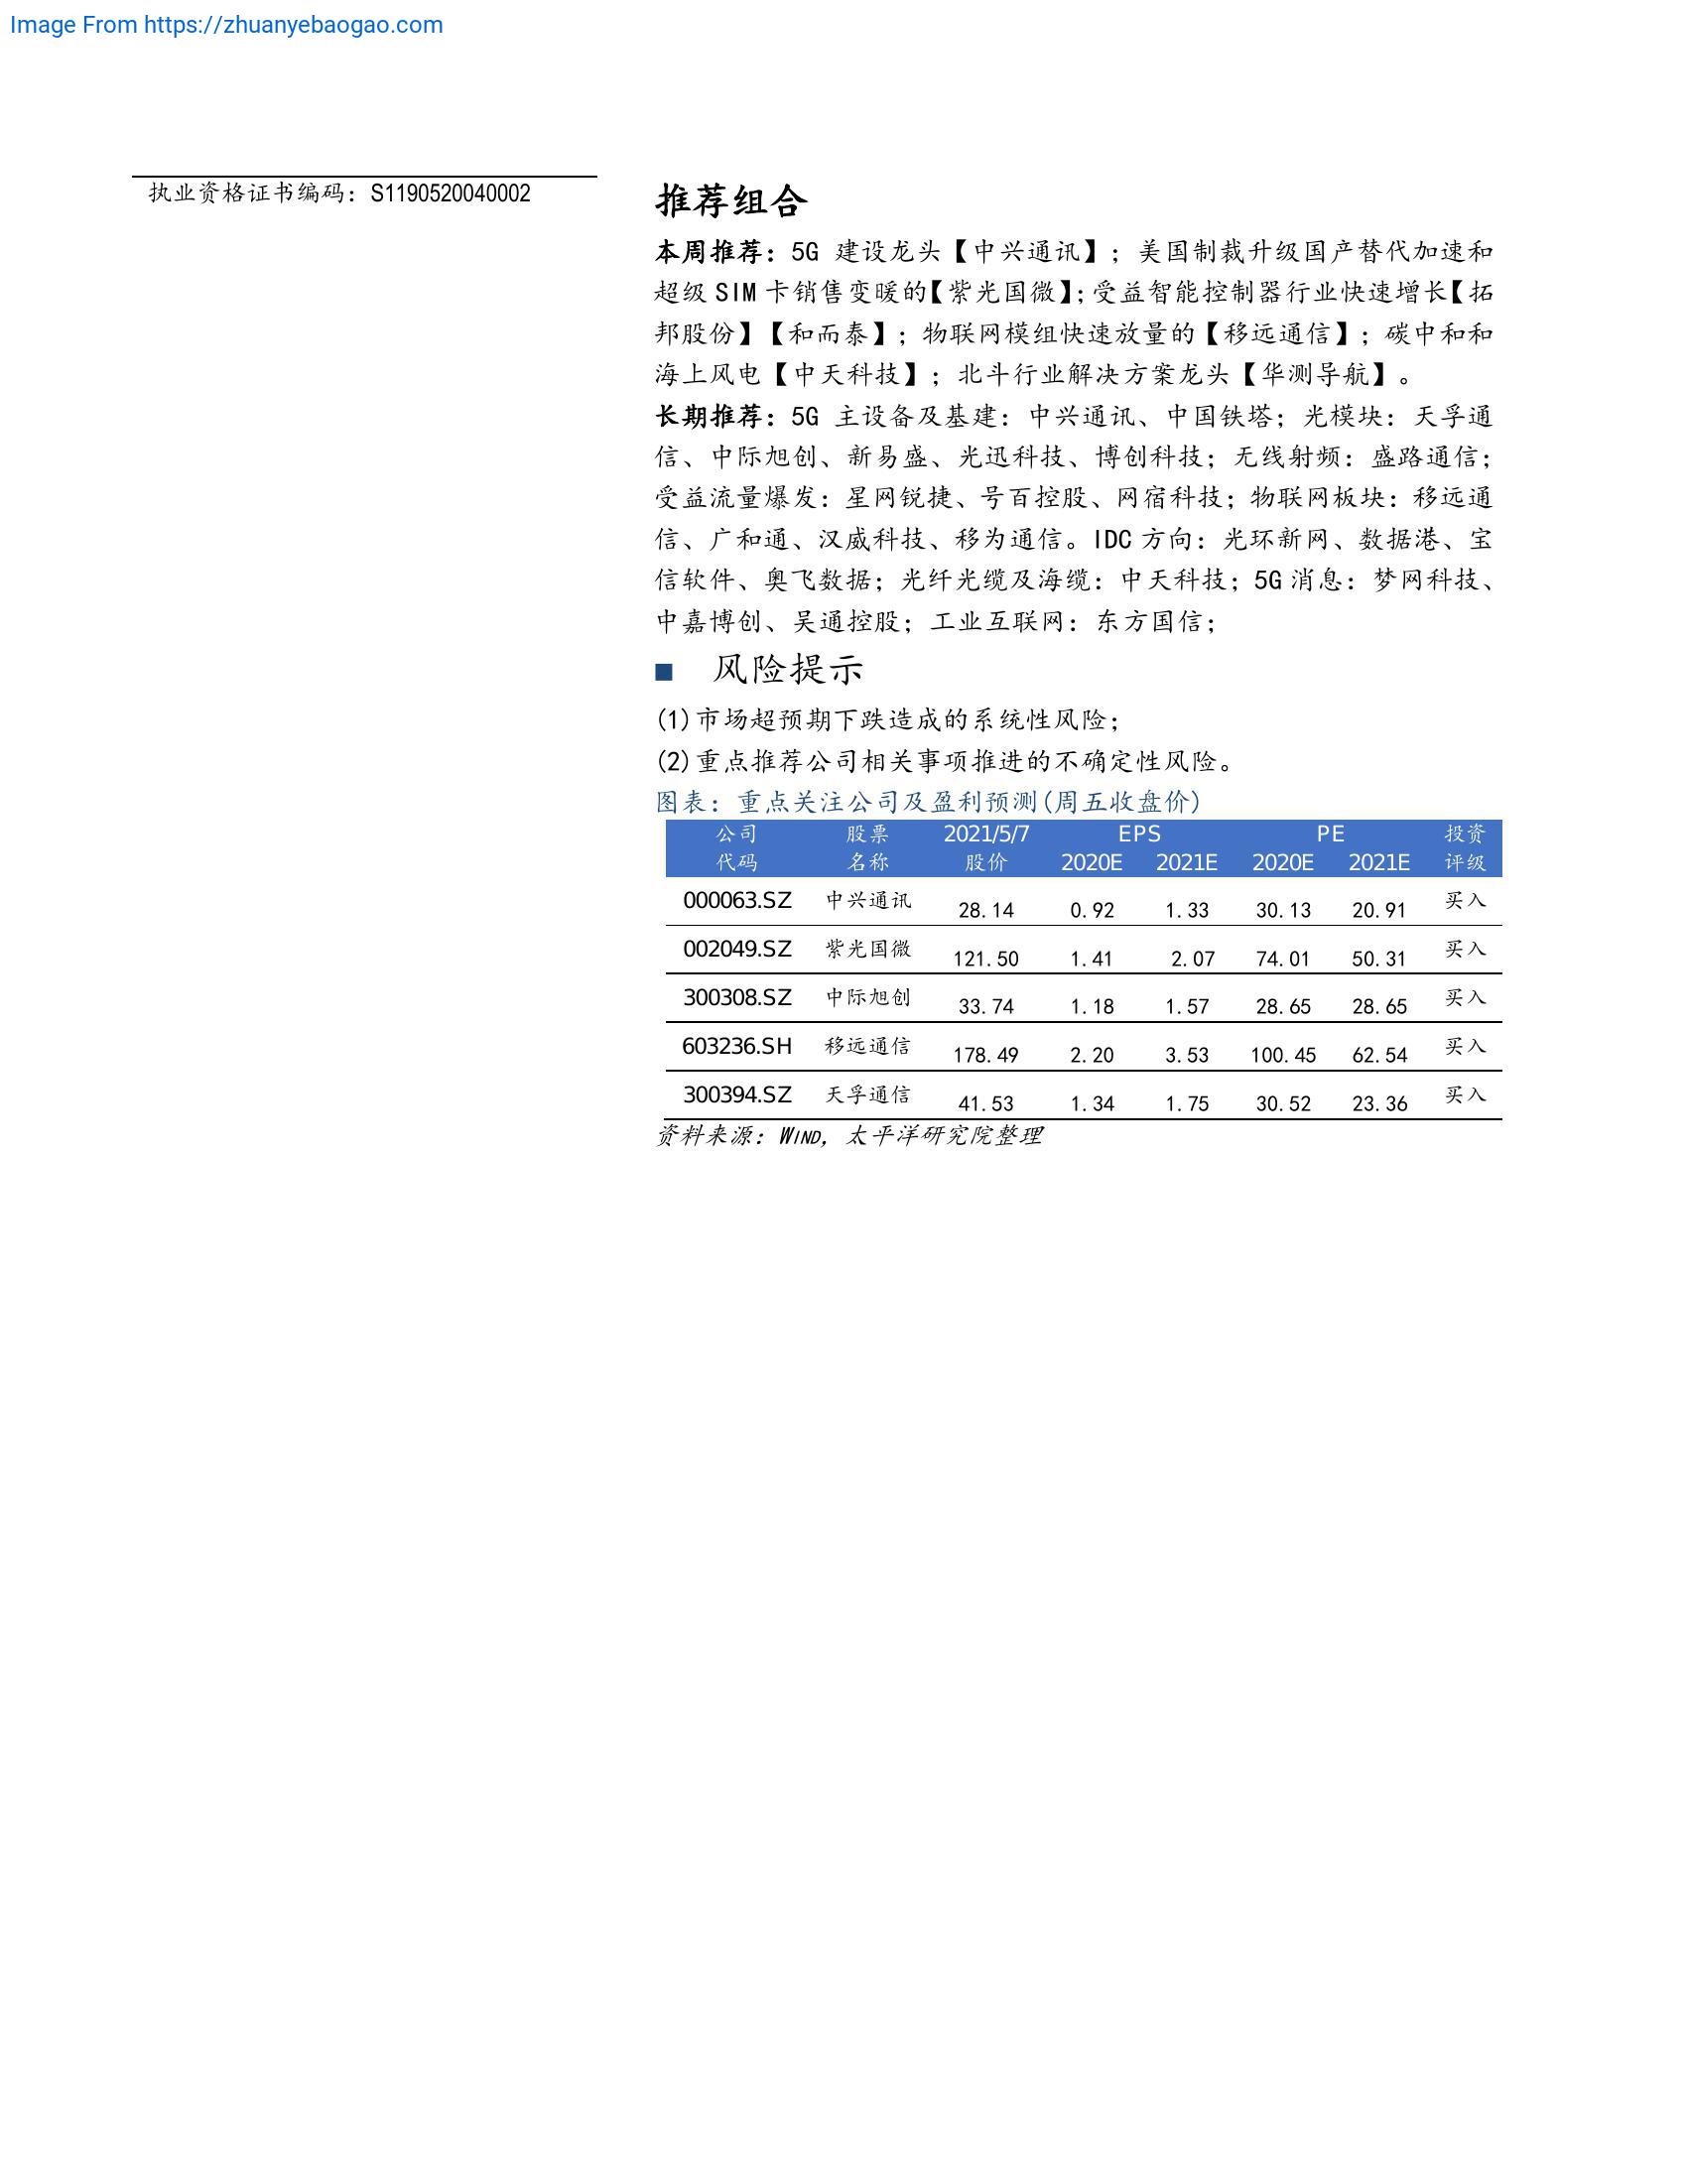 Image From https://zhuanyebaogao.com
执业资格证书编码：S1190520040002
推荐组合
本周推荐：5G 建设龙头【中兴通讯】；美国制裁升级国产替代加速和
超级 SIM 卡销售变暖的【紫光国微】；受益智能控制器行业快速增长【拓
邦股份】【和而泰】；物联网模组快速放量的【移远通信】；碳中和和
海上风电【中天科技】；北斗行业解决方案龙头【华测导航】。
长期推荐：5G 主设备及基建：中兴通讯、中国铁塔；光模块：天孚通
信、中际旭创、新易盛、光迅科技、博创科技；无线射频：盛路通信；
受益流量爆发：星网锐捷、号百控股、网宿科技；物联网板块：移远通
信、广和通、汉威科技、移为通信。IDC 方向：光环新网、数据港、宝
信软件、奥飞数据；光纤光缆及海缆：中天科技；5G 消息：梦网科技、
中嘉博创、吴通控股；工业互联网：东方国信；
■ 风险提示
(1)市场超预期下跌造成的系统性风险；
(2)重点推荐公司相关事项推进的不确定性风险。
图表：重点关注公司及盈利预测(周五收盘价)
公司 股票 2021/5/7 EPS PE 投资
代码 名称 股价 2020E 2021E 2020E 2021E 评级
000063.SZ 中兴通讯 28.14 0.92 1.33 30.13 20.91 买入
002049.SZ 紫光国微 121.50 1.41 2.07 74.01 50.31 买入
300308.SZ 中际旭创 33.74 1.18 1.57 28.65 28.65 买入
603236.SH 移远通信 178.49 2.20 3.53 100.45 62.54 买入
300394.SZ 天孚通信 41.53 1.34 1.75 30.52 23.36 买入
资料来源：WIND，太平洋研究院整理